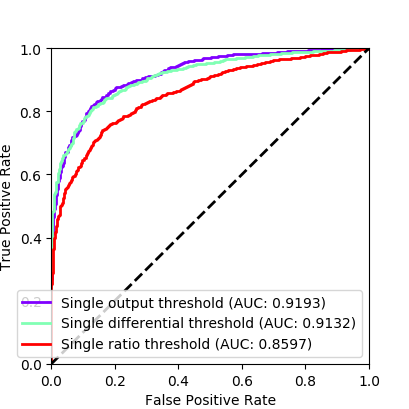 1.0
0.8
0.6
0.4
0.2
0.0
True Positive Rate
Single output threshold (AUC: 0.9193)
Single differential threshold (AUC: 0.9132)
Single ratio threshold (AUC: 0.8597)
0.0 0.2 0.4 0.6 0.8 1.0
False Positive Rate